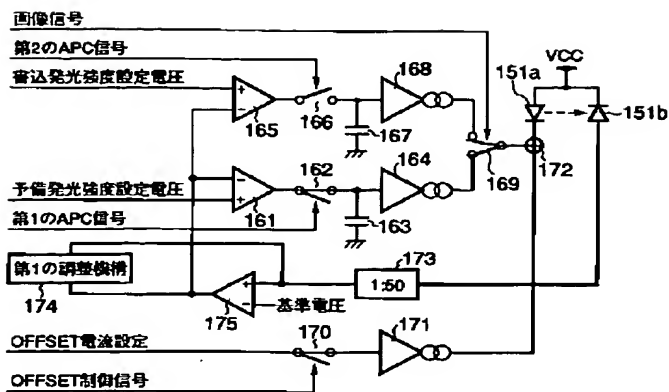 画像信号
第2のAPC信号
書込発光強度設定電圧
168
151a
VCC
151b
165
166
167
162
164
169
172
予備発光強度設定電圧
第1のAPC信号
161
163
第1の調整機構
174
173
1:50
175
基準電圧
OFFSET電流設定
170
171
OFFSET制御信号